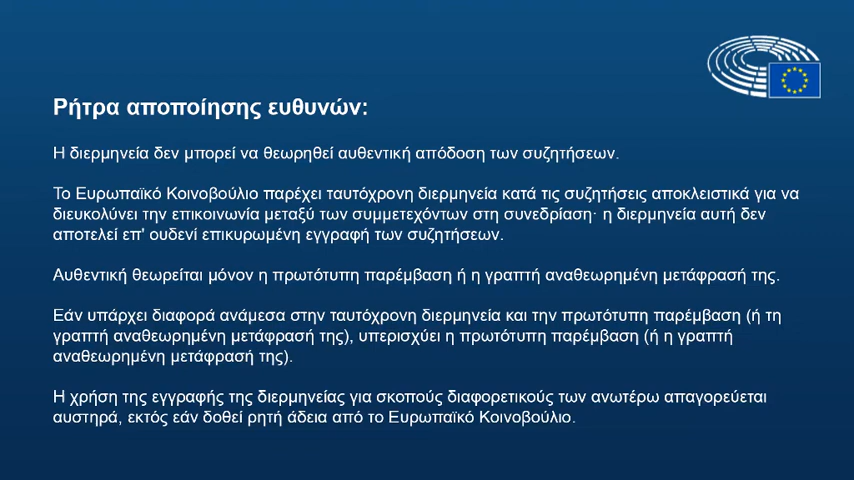 Ρήτρα αποποίησης ευθυνών:
Η διερμηνεία δεν μπορεί να θεωρηθεί αυθεντική απόδοση των συζητήσεων.
Το Ευρωπαϊκό Κοινοβούλιο παρέχει ταυτόχρονη διερμηνεία κατά τις συζητήσεις αποκλειστικά για να
διευκολύνει την επικοινωνία μεταξύ των συμμετεχόντων στη συνεδρίαση· η διερμηνεία αυτή δεν
αποτελεί επ' ουδενί επικυρωμένη εγγραφή των συζητήσεων.
Αυθεντική θεωρείται μόνον η πρωτότυπη παρέμβαση ή η γραπτή αναθεωρημένη μετάφρασή της.
Εάν υπάρχει διαφορά ανάμεσα στην ταυτόχρονη διερμηνεία και την πρωτότυπη παρέμβαση (ή τη
γραπτή αναθεωρημένη μετάφρασή της), υπερισχύει η πρωτότυπη παρέμβαση (ή η γραπτή
αναθεωρημένη μετάφρασή της).
Η χρήση της εγγραφής της διερμηνείας για σκοπούς διαφορετικούς των ανωτέρω απαγορεύεται
αυστηρά, εκτός εάν δοθεί ρητή άδεια από το Ευρωπαϊκό Κοινοβούλιο.